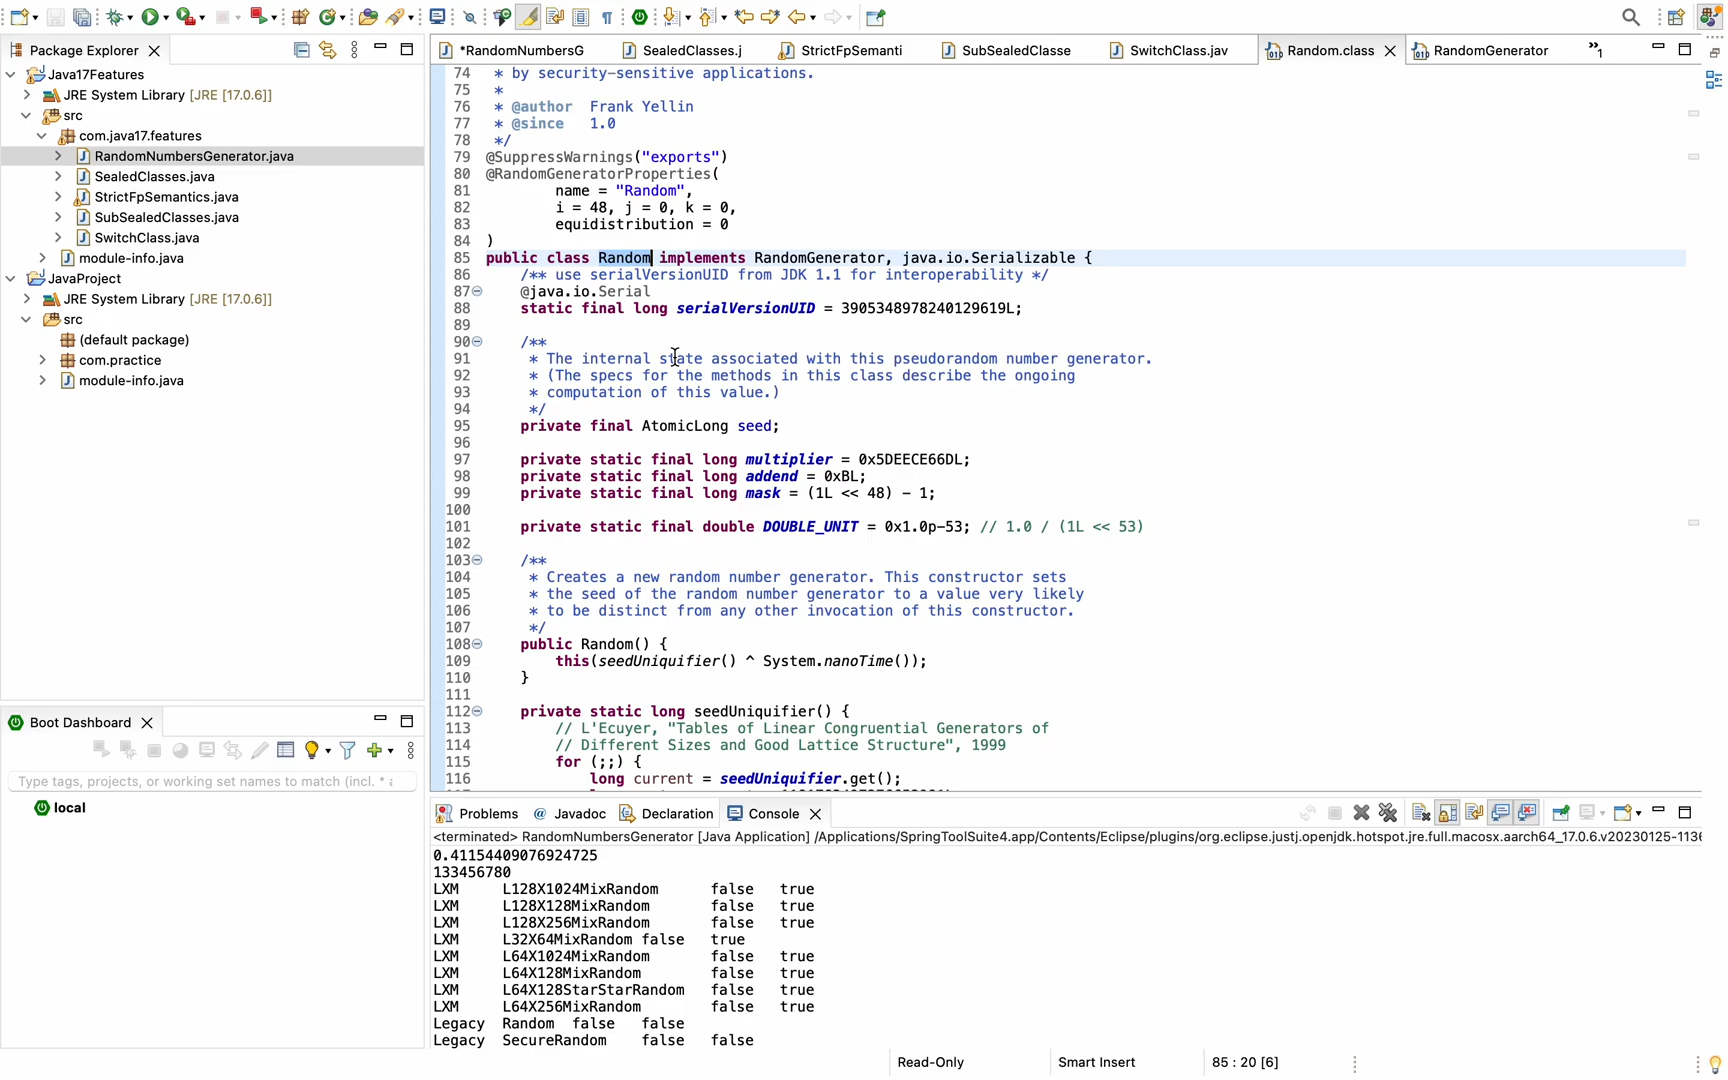 Package Explorer
*RandomNumbersG
SealedClasses.j
StrictFpSemanti
SubSealedClasse
SwitchClass.jav
Random.class
RandomGenerator
»1
Java17Features
JRE System Library [JRE [17.0.6]]
src
com.java17.features
RandomNumbersGenerator.java
SealedClasses.java
StrictFpSemantics.java
SubSealedClasses.java
SwitchClass.java
module-info.java
JavaProject
JRE System Library [JRE [17.0.6]]
src
(default package)
com.practice
module-info.java
74 * by security-sensitive applications.
75 *
76 * @author Frank Yellin
77 * @since 1.0
78 */
79 @SuppressWarnings("exports")
80 @RandomGeneratorProperties(
81 name = "Random",
82 i = 48, j = 0, k = 0,
83 equidistribution = 0
84 )
85 public class Random implements RandomGenerator, java.io.Serializable {
86 /** use serialVersionUID from JDK 1.1 for interoperability */
87 @java.io.Serial
88 static final long serialVersionUID = 3905348978240129619L;
89
90 /**
91 * The internal state associated with this pseudorandom number generator.
92 * (The specs for the methods in this class describe the ongoing
93 * computation of this value.)
94 */
95 private final AtomicLong seed;
96
97 private static final long multiplier = 0x5DEECE66DL;
98 private static final long addend = 0xBL;
99 private static final long mask = (1L << 48) - 1;
100
101 private static final double DOUBLE_UNIT = 0x1.0p-53; // 1.0 / (1L << 53)
102
103 /**
104 * Creates a new random number generator. This constructor sets
105 * the seed of the random number generator to a value very likely
106 * to be distinct from any other invocation of this constructor.
107 */
108 public Random() {
109 this(seedUniquifier() ^ System.nanoTime());
110 }
111
112 private static long seedUniquifier() {
113 // L'Ecuyer, "Tables of Linear Congruential Generators of
114 // Different Sizes and Good Lattice Structure", 1999
115 for (;;) {
116 long current = seedUniquifier.get();
Boot Dashboard
Type tags, projects, or working set names to match (incl. *
local
Problems
@ Javadoc
Declaration
Console
<terminated> RandomNumbersGenerator [Java Application] /Applications/SpringToolSuite4.app/Contents/Eclipse/plugins/org.eclipse.justj.openjdk.hotspot.jre.full.macosx.aarch64_17.0.6.v20230125-1136
0.41154409076924725
133456780
LXM L128X1024MixRandom false true
LXM L128X128MixRandom false true
LXM L128X256MixRandom false true
LXM L32X64MixRandom false true
LXM L64X1024MixRandom false true
LXM L64X128MixRandom false true
LXM L64X128StarStarRandom false true
LXM L64X256MixRandom false true
Legacy Random false false
Legacy SecureRandom false false
Read-Only
Smart Insert
85 : 20 [6]